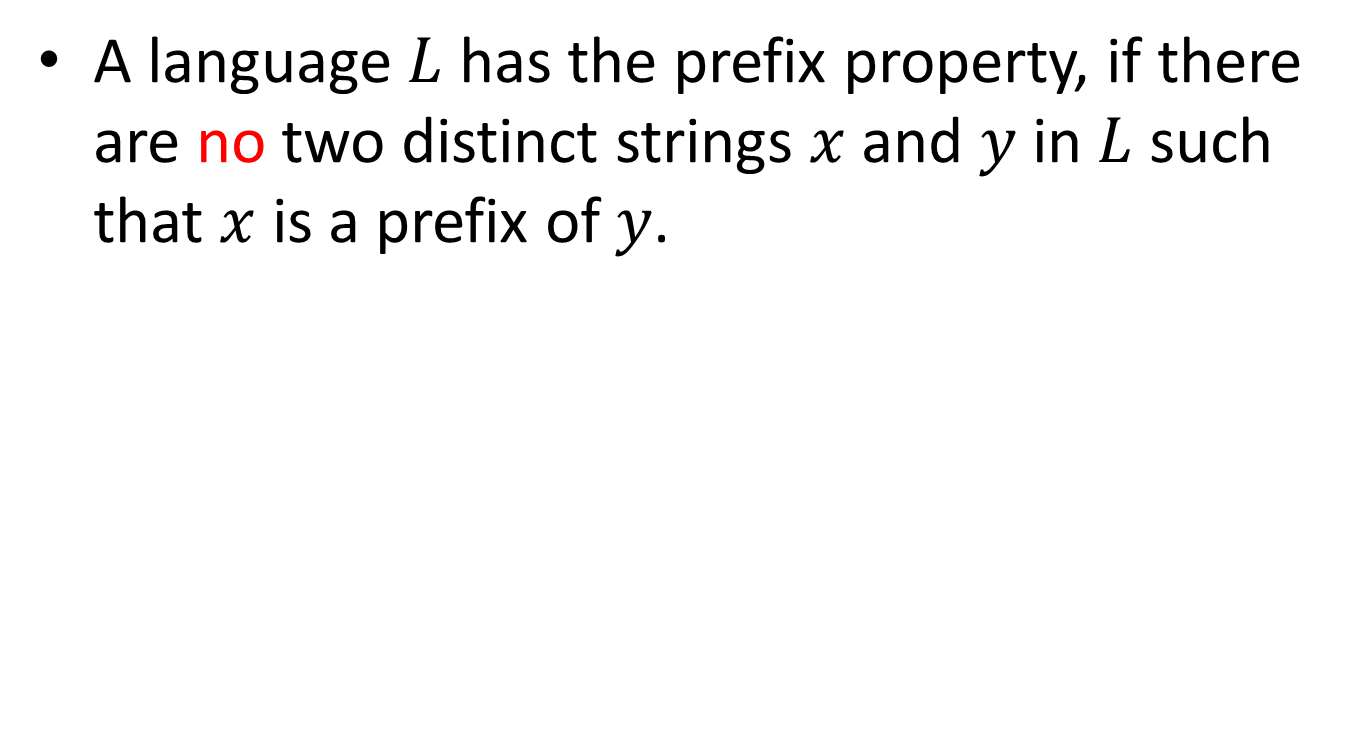 • A language 𝐿 has the prefix property, if there
are no two distinct strings 𝑥 and 𝑦 in 𝐿 such
that 𝑥 is a prefix of 𝑦.